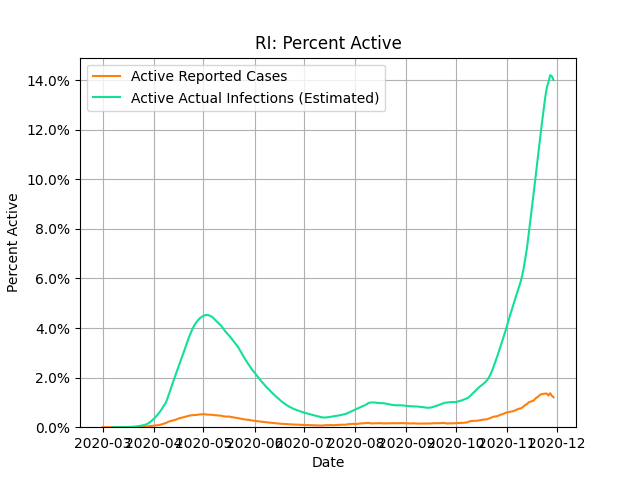 RI: Percent Active
Active Reported Cases
Active Actual Infections (Estimated)
Percent Active
14.0%
12.0%
10.0%
8.0%
6.0%
4.0%
2.0%
0.0%
2020-03 2020-04 2020-05 2020-06 2020-07 2020-08 2020-09 2020-10 2020-11 2020-12
Date